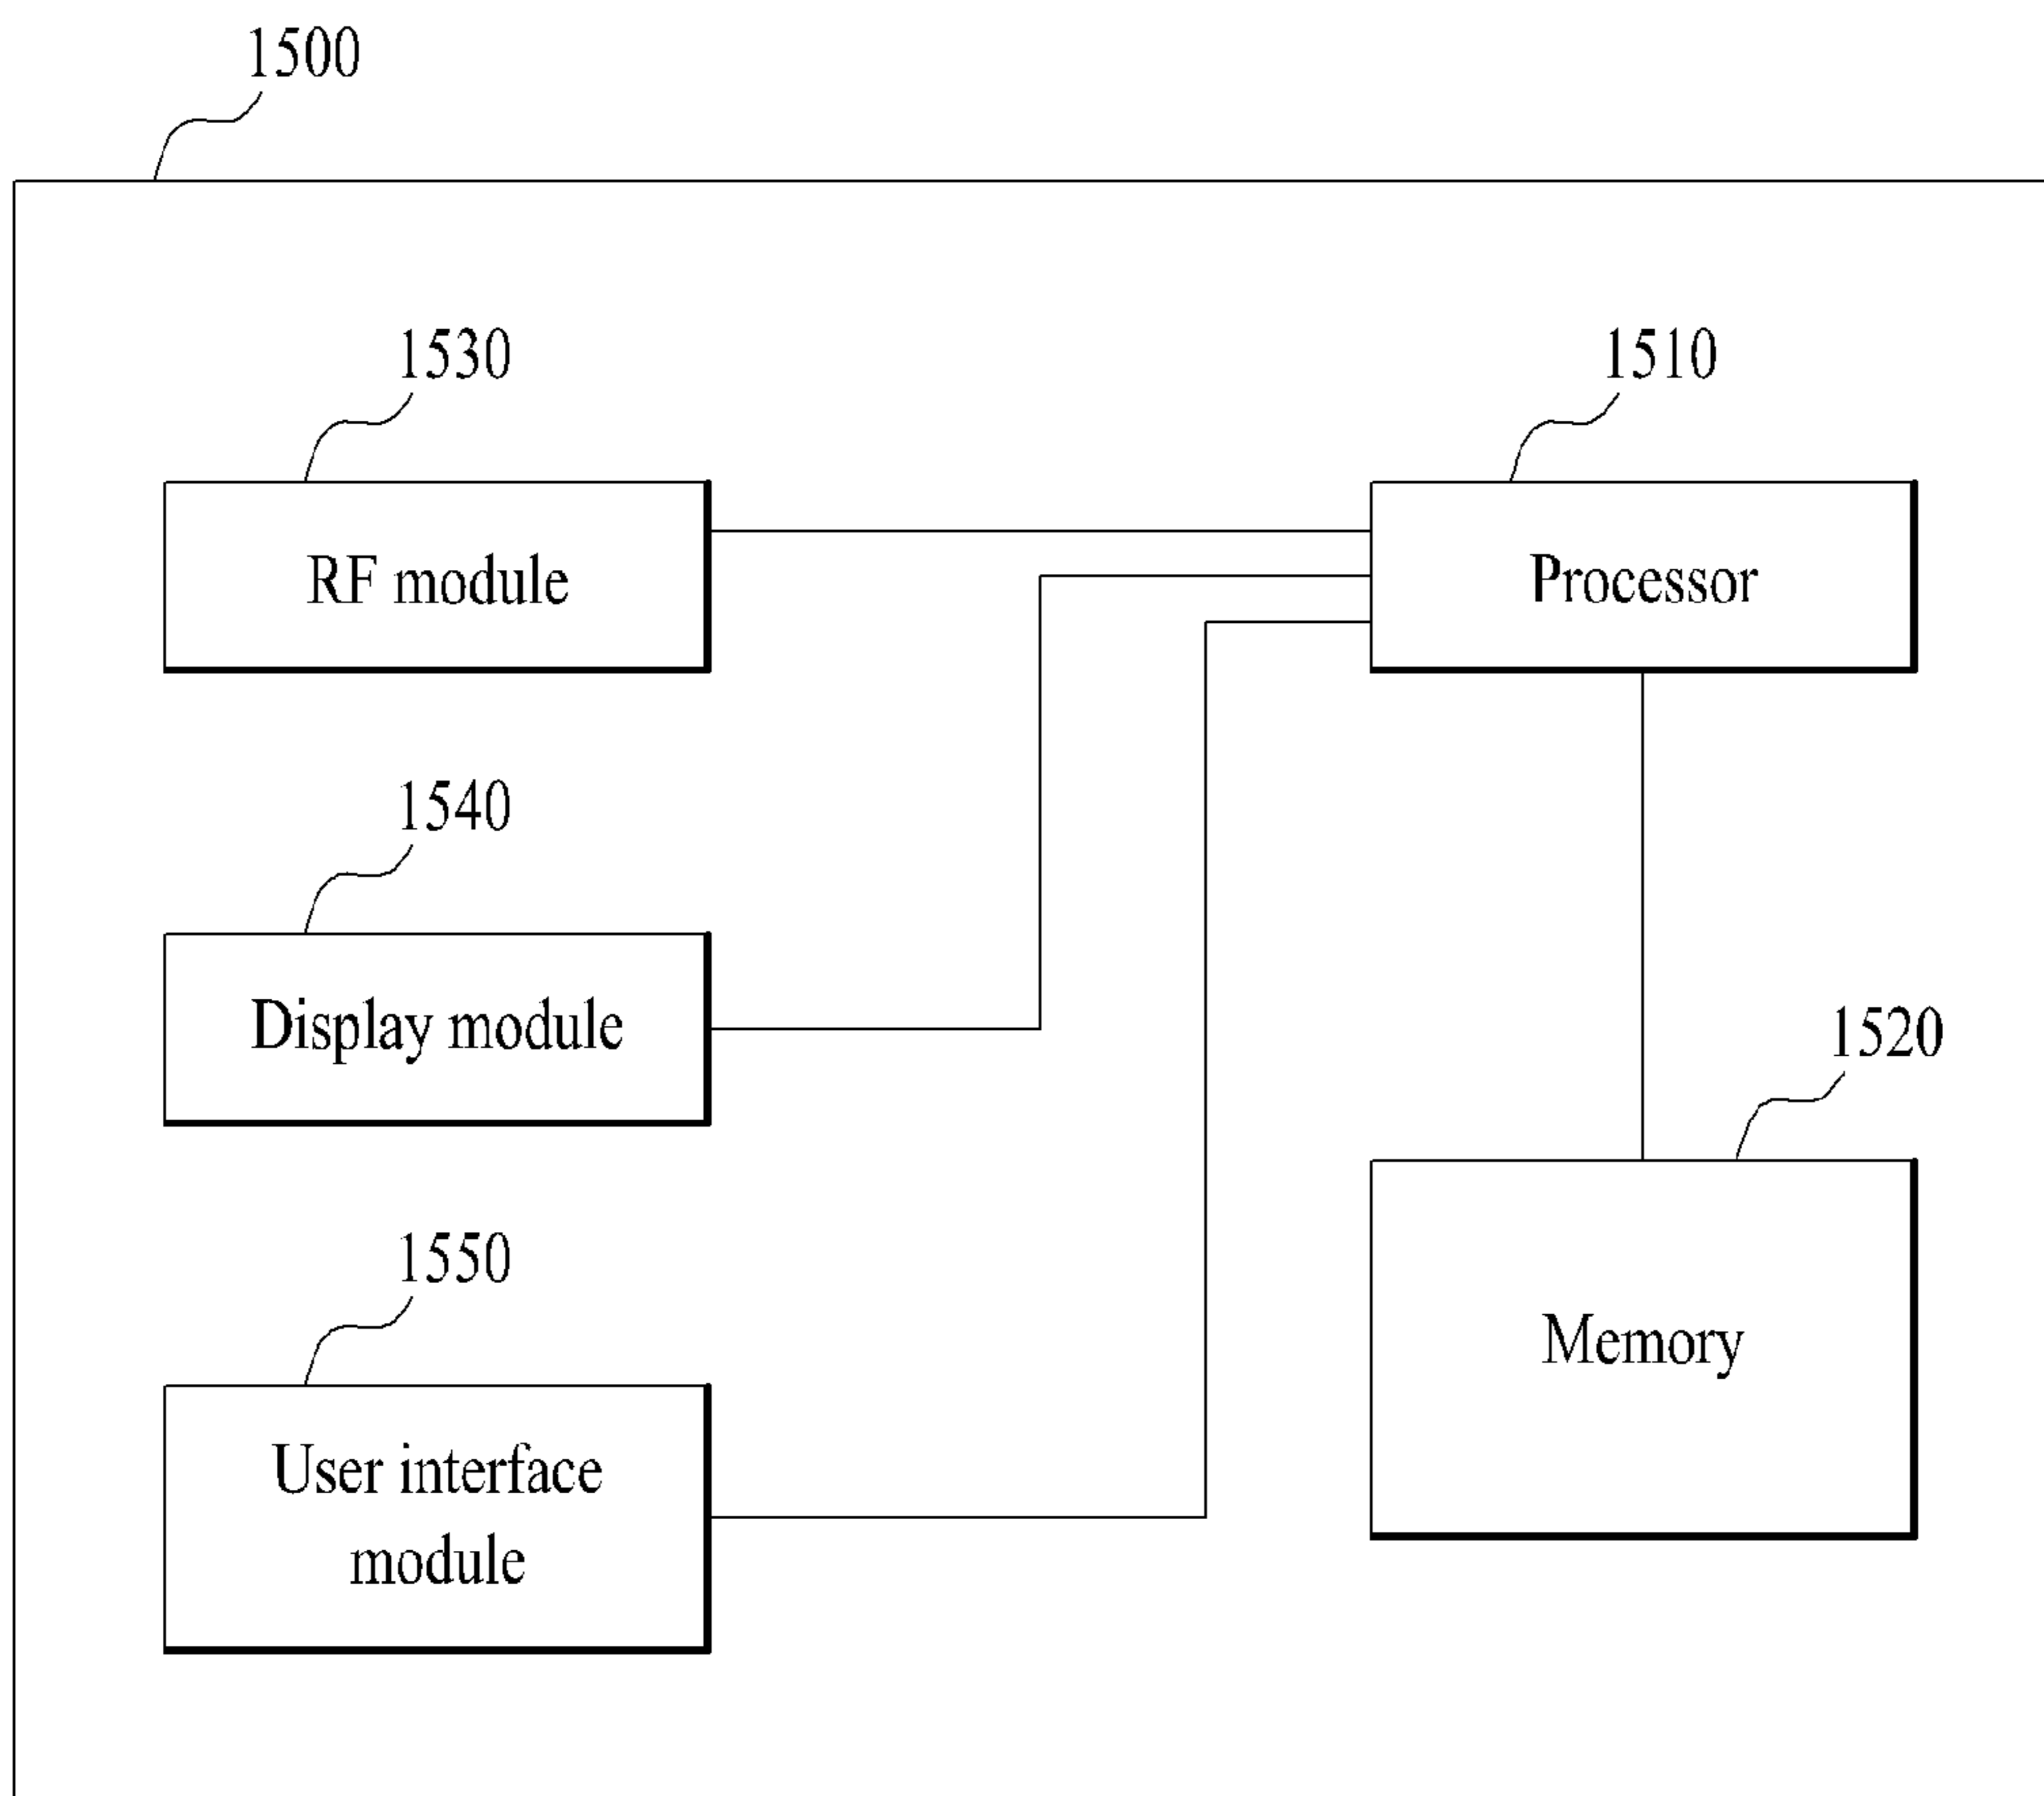 1500
1530
1510
RF module
Processor
1540
Display module
1520
1550
Memory
User interface
module